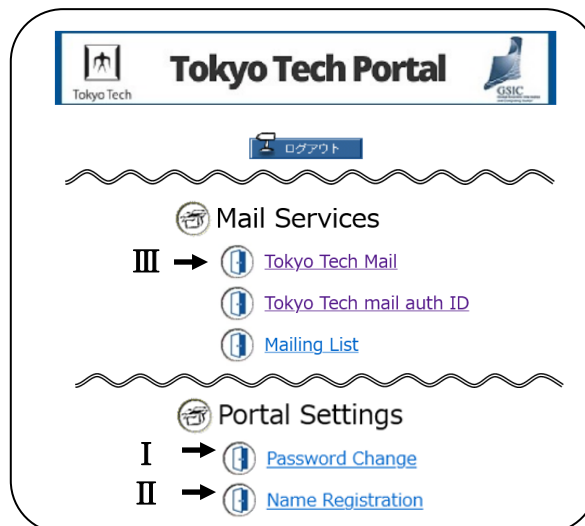 Tokyo Tech
Tokyo Tech Portal
GSIC
ログアウト
Mail Services
Ⅲ → Tokyo Tech Mail
Tokyo Tech mail auth ID
Mailing List
Portal Settings
Ⅰ → Password Change
Ⅱ → Name Registration